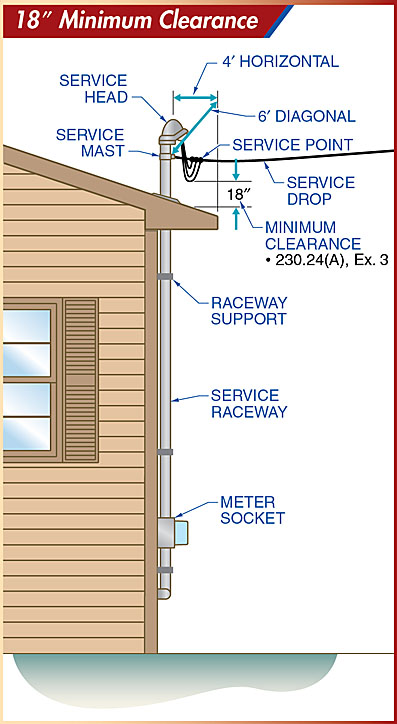 18″ Minimum Clearance
4′ HORIZONTAL
SERVICE
HEAD
6′ DIAGONAL
SERVICE
MAST
SERVICE POINT
18″
SERVICE
DROP
MINIMUM
CLEARANCE
• 230.24(A), Ex. 3
RACEWAY
SUPPORT
SERVICE
RACEWAY
METER
SOCKET